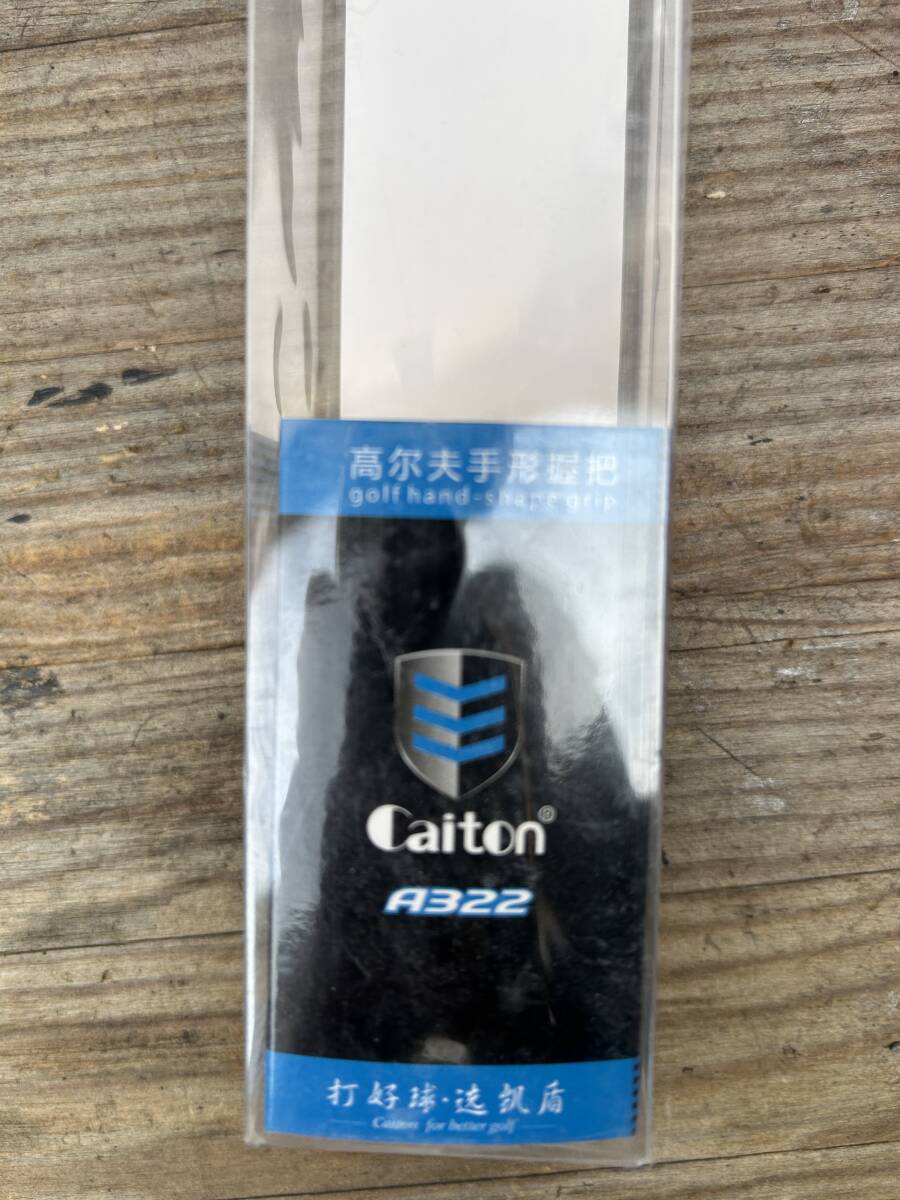 高尔夫手形握把
golf hand-shape grip
Caiton®
A322
打好球·选凯盾
Caiton for better golf